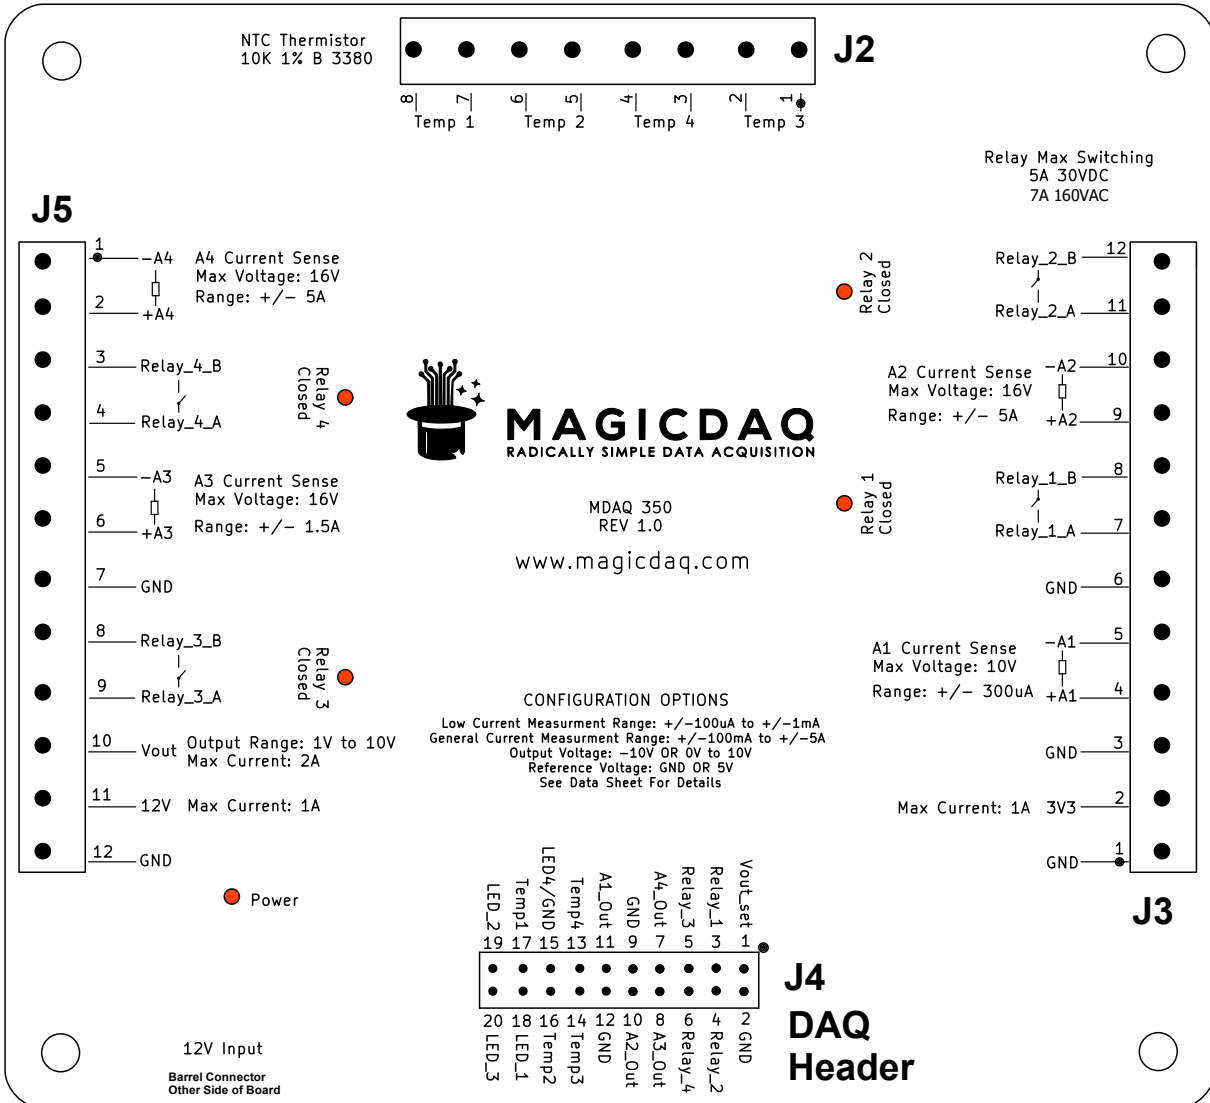 NTC Thermistor
10K 1% B 3380
J2
8 7 6 5 4 3 2 1
Temp 1 Temp 2 Temp 4 Temp 3
Relay Max Switching
5A 30VDC
7A 160VAC
J5
1 -A4
A4 Current Sense
Max Voltage: 16V
Range: +/- 5A
2 +A4
3 Relay_4_B
4 Relay_4_A
Relay 4
Closed
5 -A3
A3 Current Sense
Max Voltage: 16V
Range: +/- 1.5A
6 +A3
7 GND
8 Relay_3_B
9 Relay_3_A
Relay 3
Closed
10 Vout
Output Range: 1V to 10V
Max Current: 2A
11 12V Max Current: 1A
12 GND
Power
MAGICDAQ
RADICALLY SIMPLE DATA ACQUISITION
MDAQ 350
REV 1.0
www.magicdaq.com
CONFIGURATION OPTIONS
Low Current Measurment Range: +/-100uA to +/-1mA
General Current Measurment Range: +/-100mA to +/-5A
Output Voltage: -10V OR 0V to 10V
Reference Voltage: GND OR 5V
See Data Sheet For Details
Relay 2
Closed
Relay_2_B 12
Relay_2_A 11
A2 Current Sense
Max Voltage: 16V
Range: +/- 5A
-A2 10
+A2 9
Relay 1
Closed
Relay_1_B 8
Relay_1_A 7
GND 6
A1 Current Sense
Max Voltage: 10V
Range: +/- 300uA
-A1 5
+A1 4
GND 3
Max Current: 1A 3V3 2
GND 1
J3
LED_2 Temp1 LED4/GND Temp4 A1_Out GND A4_Out Relay_3 Relay_1 Vout_set
19 17 15 13 11 9 7 5 3 1
20 18 16 14 12 10 8 6 4 2
LED_3 LED_1 Temp2 Temp3 GND A2_Out A3_Out Relay_4 Relay_2 GND
J4
DAQ
Header
12V Input
Barrel Connector
Other Side of Board